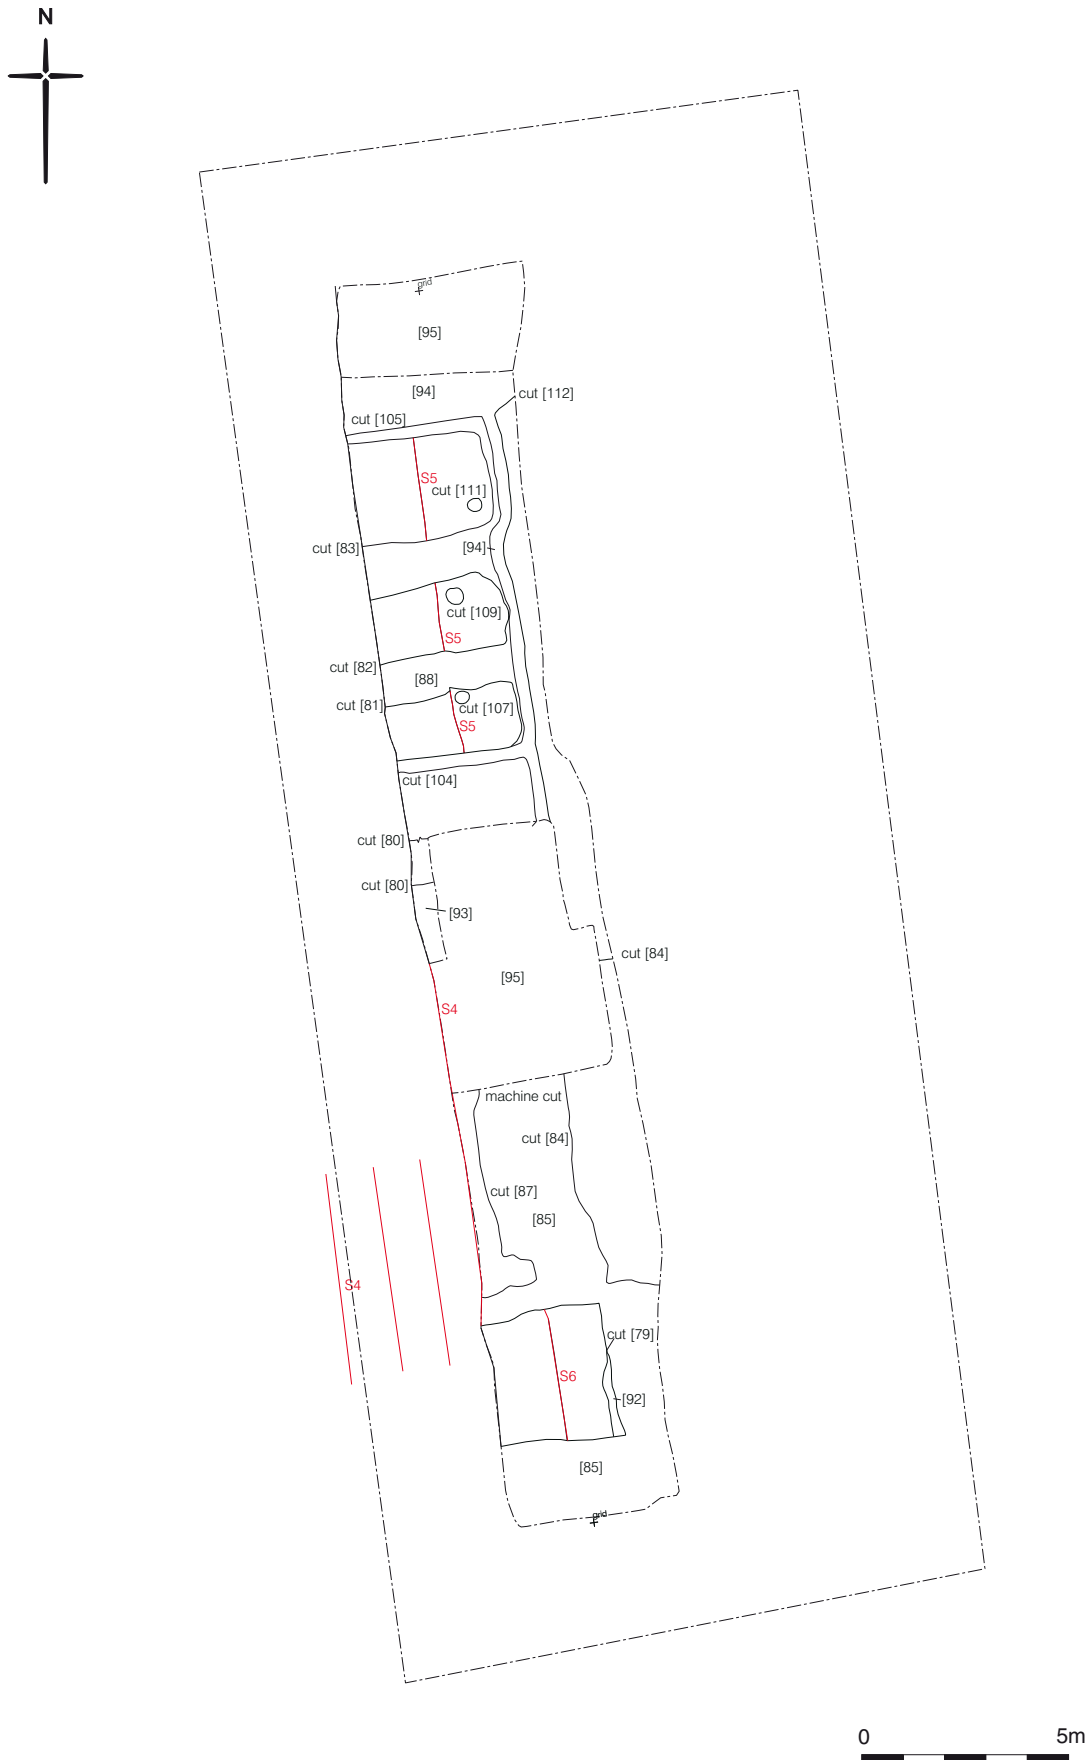 N
grid
[95]
[94]
cut [112]
cut [105]
S5
cut [111]
cut [83]
[94]
cut [109]
S5
cut [82]
[88]
cut [81]
cut [107]
S5
cut [104]
cut [80]
cut [80]
[93]
cut [84]
[95]
S4
machine cut
cut [84]
cut [87]
[85]
S4
cut [79]
S6
[92]
[85]
grid
0 5m